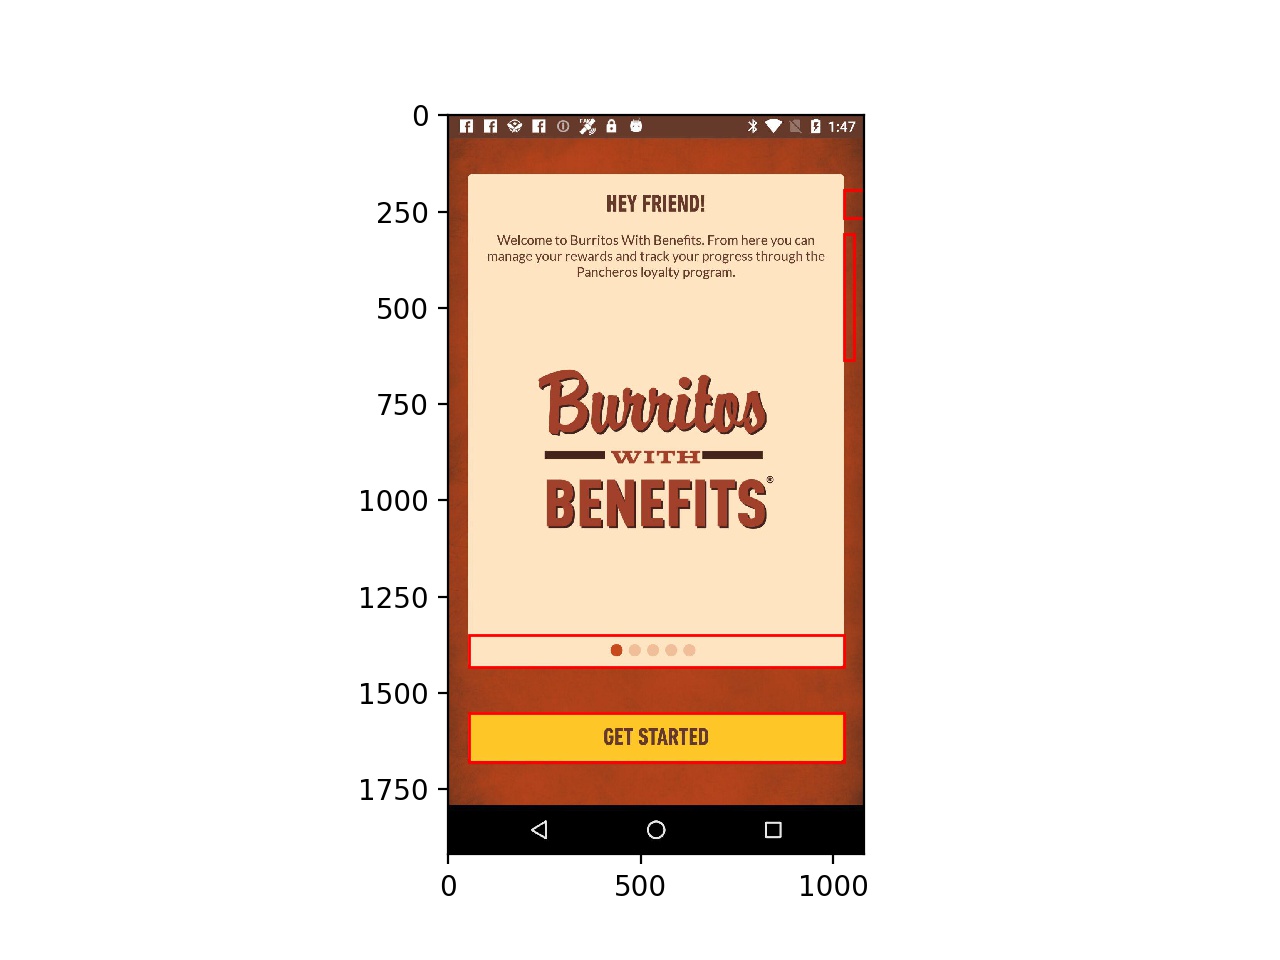 0
250
500
750
1000
1250
1500
1750
0 500 1000
1:47
HEY FRIEND!
Welcome to Burritos With Benefits. From here you can
manage your rewards and track your progress through the
Pancheros loyalty program.
Burritos
WITH
BENEFITS®
GET STARTED